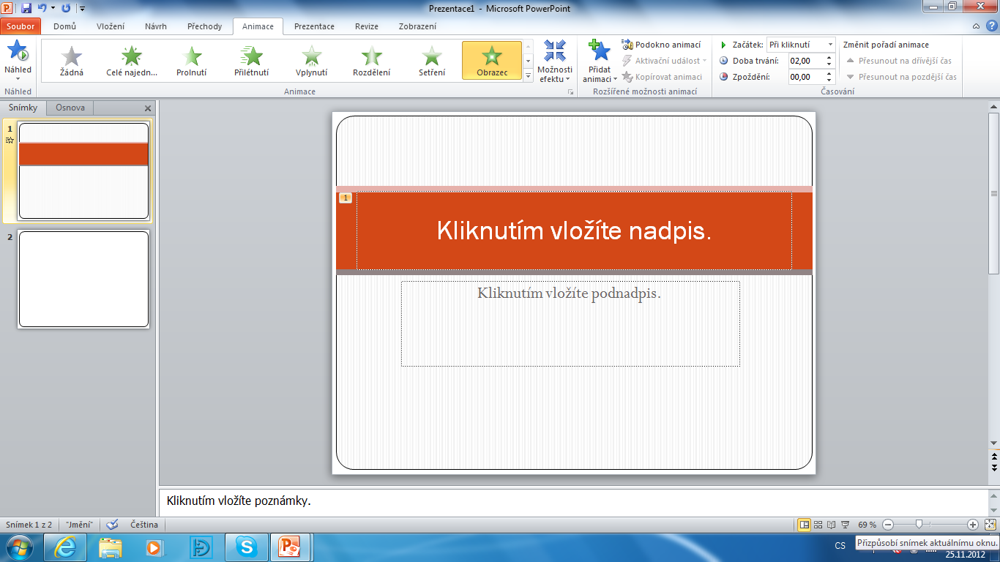 Prezentace1 - Microsoft PowerPoint
Soubor Domů Vložení Návrh Přechody Animace Prezentace Revize Zobrazení
Náhled
Žádná Celé najedn... Prolnutí Přilétnutí Vplynutí Rozdělení Setření Obrazec
Možnosti efektu
Přidat animaci
Podokno animací
Aktivační událost
Kopírovat animaci
Začátek: Při kliknutí
Doba trvání: 02,00
Zpoždění: 00,00
Změnit pořadí animace
Přesunout na dřívější čas
Přesunout na pozdější čas
Náhled Animace Rozšířené možnosti animací Časování
Snímky Osnova
1
2
1
Kliknutím vložíte nadpis.
Kliknutím vložíte podnadpis.
Kliknutím vložíte poznámky.
Snímek 1 z 2 "Jmění" Čeština 69 %
CS
Přizpůsobí snímek aktuálnímu oknu.
25.11.2012